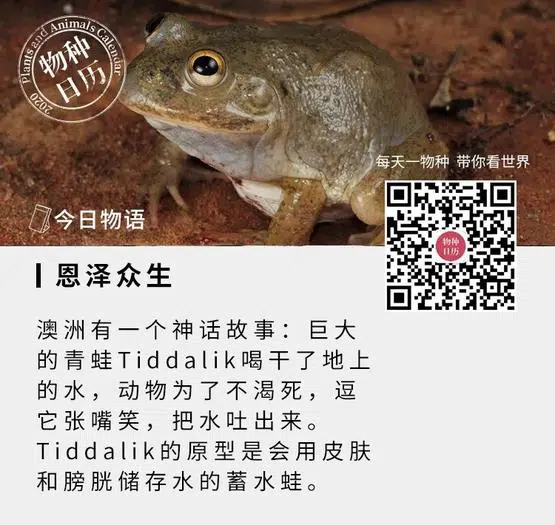 Plants and Animals Calendar
物种
日历
2020
每天一物种 带你看世界
今日物语
物种
日历
恩泽众生
澳洲有一个神话故事：巨大
的青蛙Tiddalik喝干了地上
的水，动物为了不渴死，逗
它张嘴笑，把水吐出来。
Tiddalik的原型是会用皮肤
和膀胱储存水的蓄水蛙。